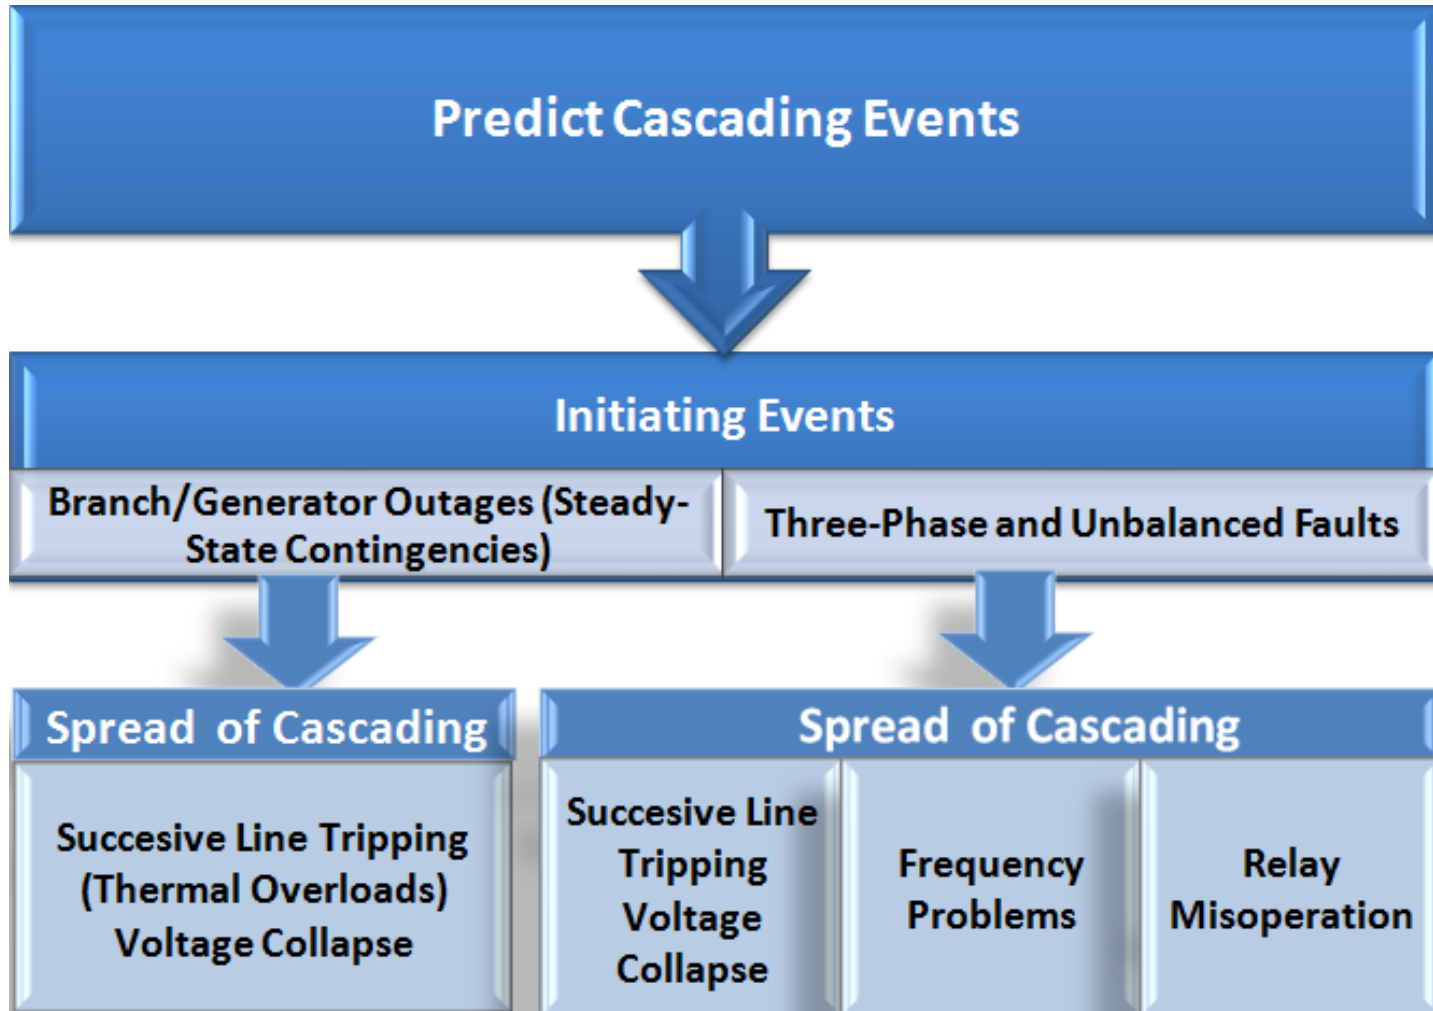 Predict Cascading Events
Initiating Events
Branch/Generator Outages (Steady-
State Contingencies)
Three-Phase and Unbalanced Faults
Spread of Cascading
Succesive Line Tripping
(Thermal Overloads)
Voltage Collapse
Spread of Cascading
Succesive Line
Tripping
Voltage
Collapse
Frequency
Problems
Relay
Misoperation